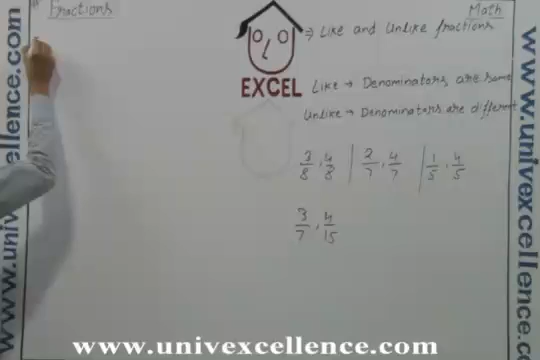 Fractions
Math
⇒ Like and Unlike fractions
EXCEL
Like → Denominators are same
Unlike → Denominators are different
3/8, 4/8 | 2/7, 4/7 | 1/5, 4/5
3/7, 4/15
www.univexcellence.com
www.univexcellence.com
www.univexcellence.com